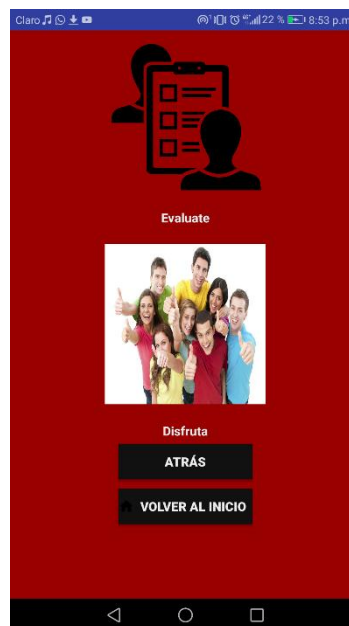 Claro 22 % 8:53 p.m
Evaluate
Disfruta
ATRÁS
VOLVER AL INICIO